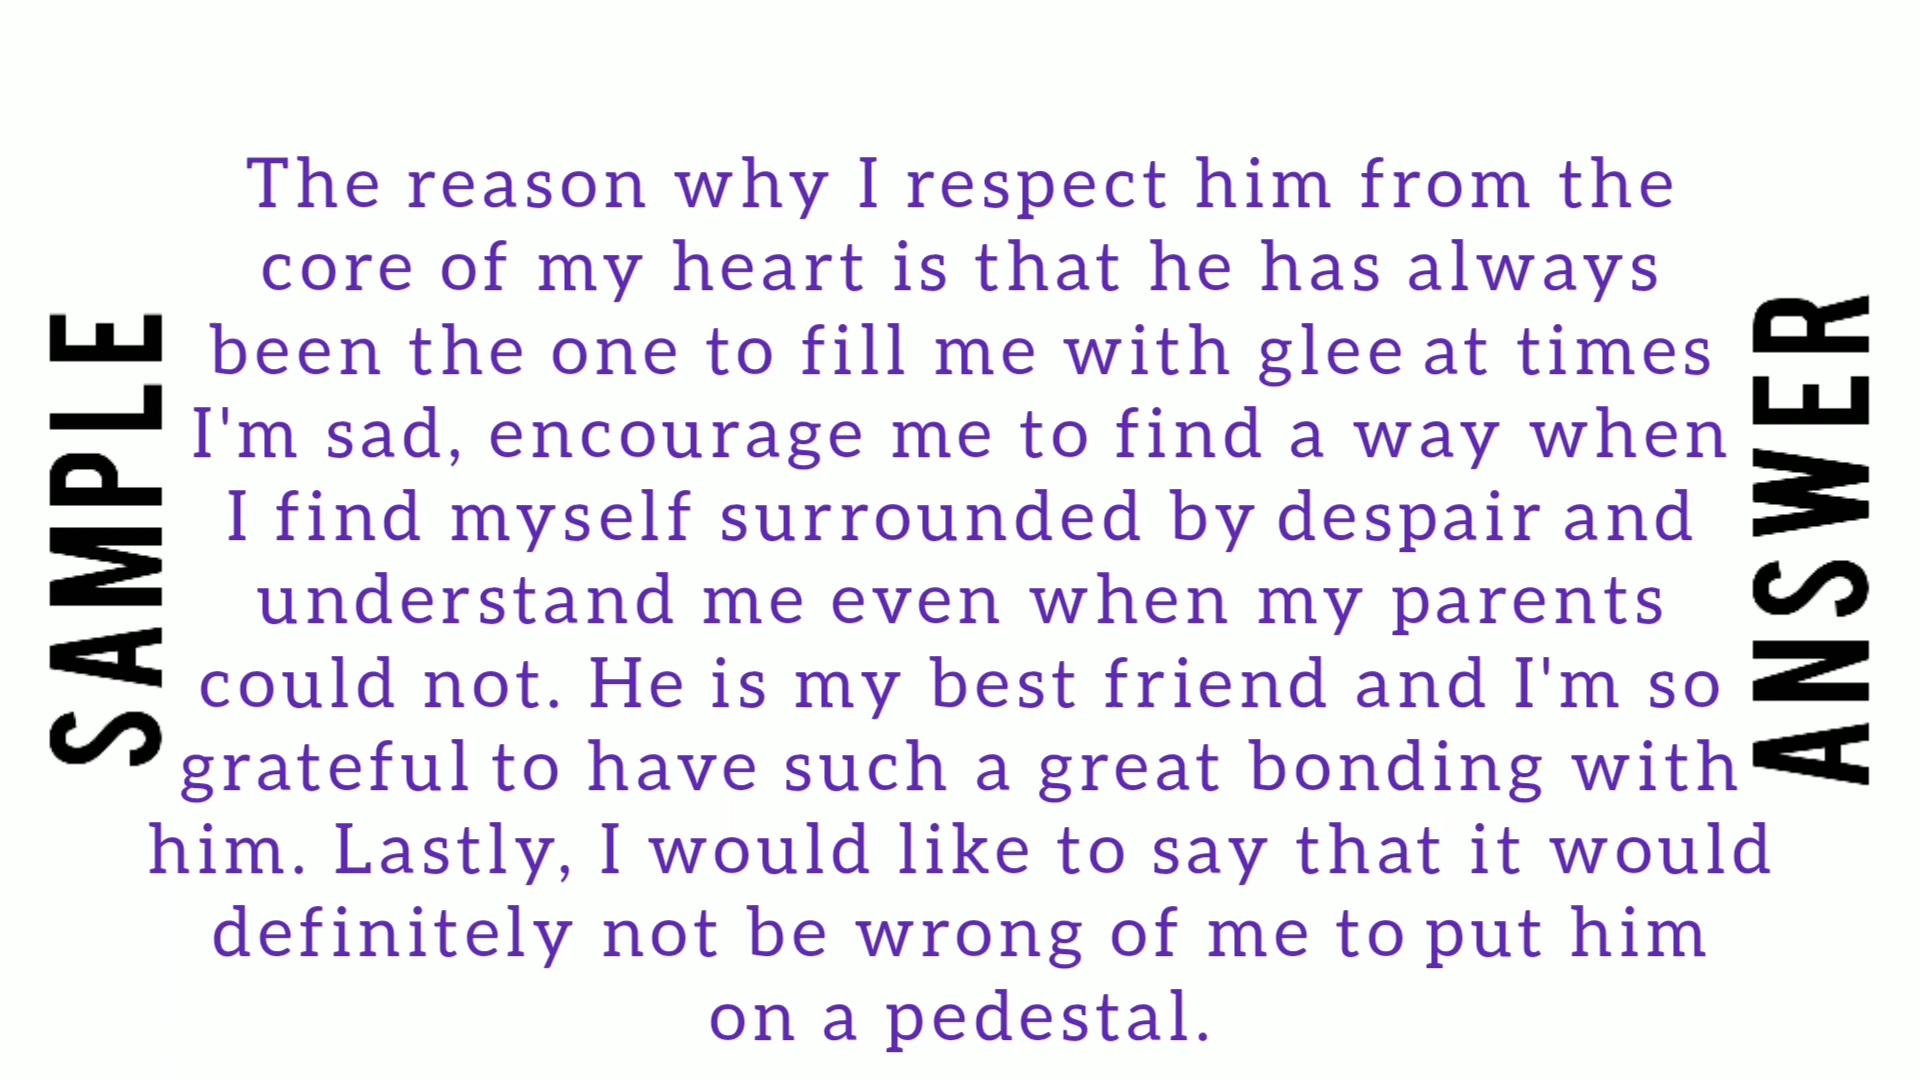 SAMPLE
The reason why I respect him from the
core of my heart is that he has always
been the one to fill me with glee at times
I'm sad, encourage me to find a way when
I find myself surrounded by despair and
understand me even when my parents
could not. He is my best friend and I'm so
grateful to have such a great bonding with
him. Lastly, I would like to say that it would
definitely not be wrong of me to put him
on a pedestal.
ANSWER